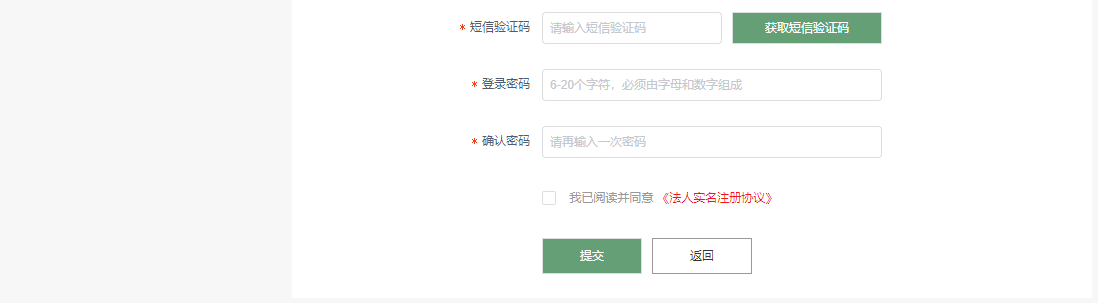 * 短信验证码 请输入短信验证码 获取短信验证码
* 登录密码 6-20个字符，必须由字母和数字组成
* 确认密码 请再输入一次密码
我已阅读并同意 《法人实名注册协议》
提交 返回